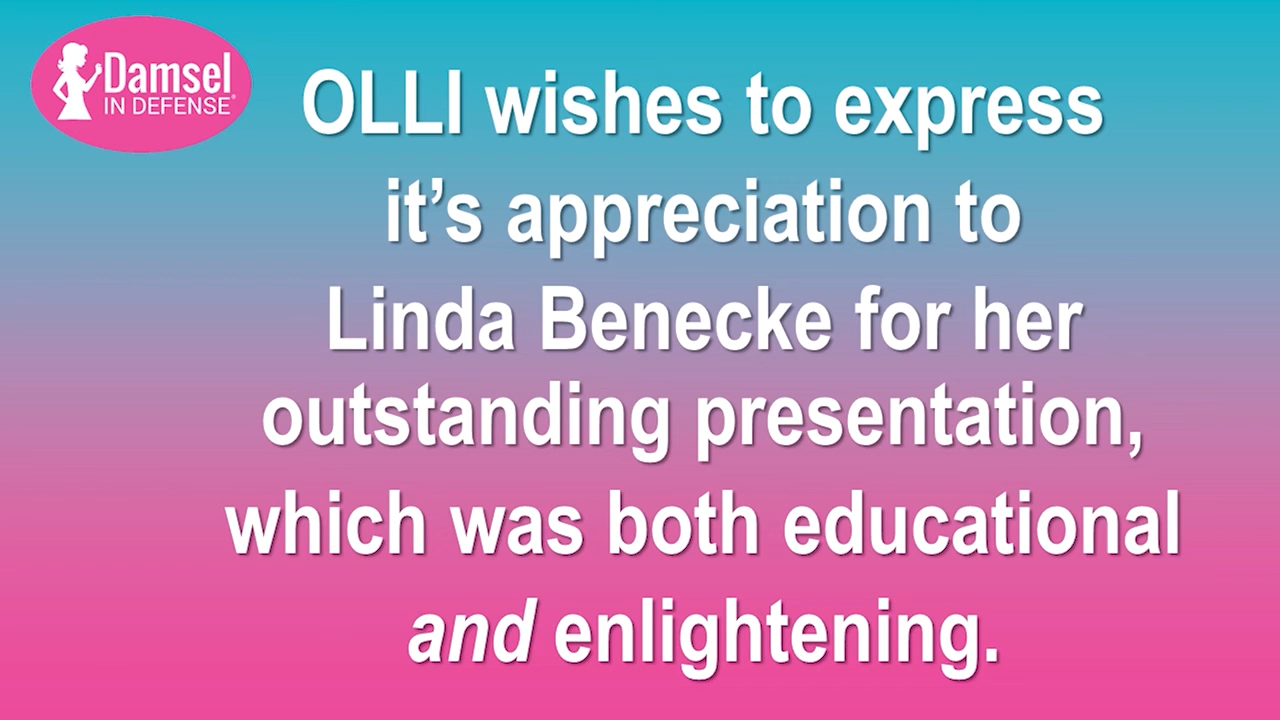 Damsel
IN DEFENSE®
OLLI wishes to express
it’s appreciation to
Linda Benecke for her
outstanding presentation,
which was both educational
and enlightening.